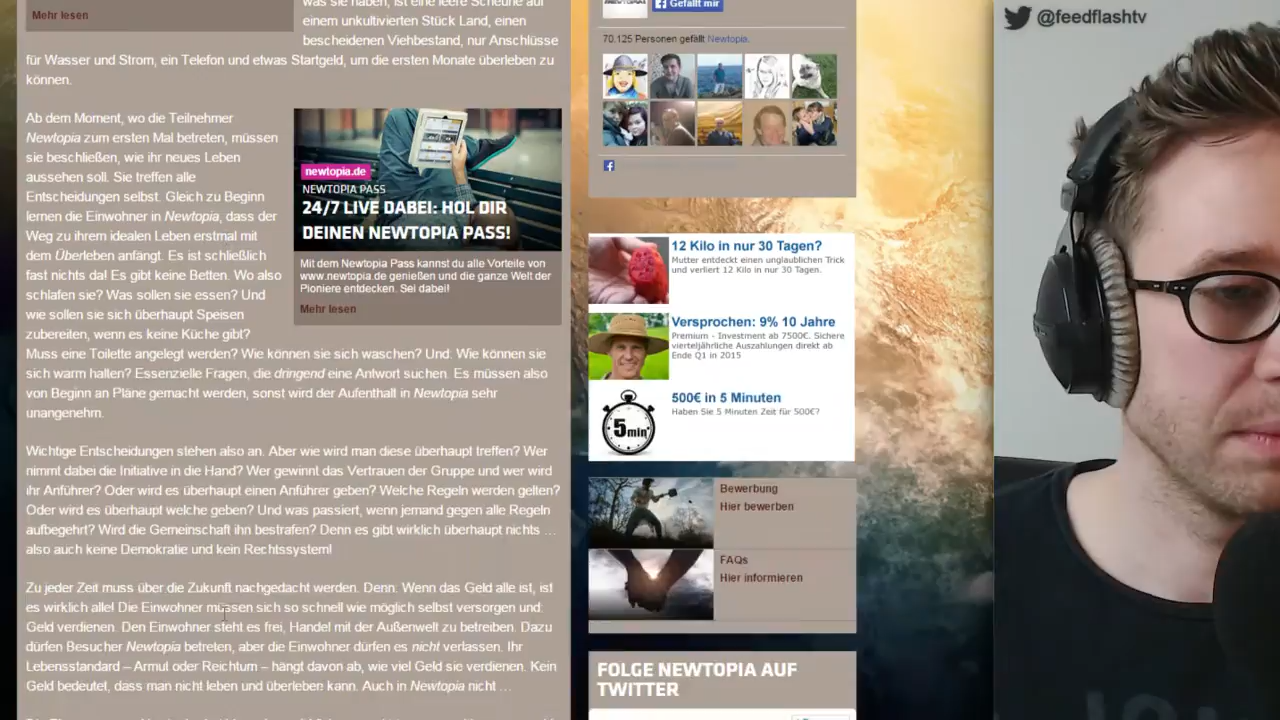 Mehr lesen
was sie haben, ist eine leere Scheune auf
einem unkultivierten Stück Land, einen
bescheidenen Viehbestand, nur Anschlüsse
für Wasser und Strom, ein Telefon und etwas Startgeld, um die ersten Monate überleben zu
können.
Ab dem Moment, wo die Teilnehmer
Newtopia zum ersten Mal betreten, müssen
sie beschließen, wie ihr neues Leben
aussehen soll. Sie treffen alle
Entscheidungen selbst. Gleich zu Beginn
lernen die Einwohner in Newtopia, dass der
Weg zu ihrem idealen Leben erstmal mit
dem Überleben anfängt. Es ist schließlich
fast nichts da! Es gibt keine Betten. Wo also
schlafen sie? Was sollen sie essen? Und
wie sollen sie sich überhaupt Speisen
zubereiten, wenn es keine Küche gibt?
Muss eine Toilette angelegt werden? Wie können sie sich waschen? Und: Wie können sie
sich warm halten? Essenzielle Fragen, die dringend eine Antwort suchen. Es müssen also
von Beginn an Pläne gemacht werden, sonst wird der Aufenthalt in Newtopia sehr
unangenehm.
newtopia.de
NEWTOPIA PASS
24/7 LIVE DABEI: HOL DIR
DEINEN NEWTOPIA PASS!
Mit dem Newtopia Pass kannst du alle Vorteile von
www.newtopia.de genießen und die ganze Welt der
Pioniere entdecken. Sei dabei!
Mehr lesen
Wichtige Entscheidungen stehen also an. Aber wie wird man diese überhaupt treffen? Wer
nimmt dabei die Initiative in die Hand? Wer gewinnt das Vertrauen der Gruppe und wer wird
ihr Anführer? Oder wird es überhaupt einen Anführer geben? Welche Regeln werden gelten?
Oder wird es überhaupt welche geben? Und was passiert, wenn jemand gegen alle Regeln
aufbegehrt? Wird die Gemeinschaft ihn bestrafen? Denn es gibt wirklich überhaupt nichts …
also auch keine Demokratie und kein Rechtssystem!
Zu jeder Zeit muss über die Zukunft nachgedacht werden. Denn: Wenn das Geld alle ist, ist
es wirklich alle! Die Einwohner müssen sich so schnell wie möglich selbst versorgen und
Geld verdienen. Den Einwohner steht es frei, Handel mit der Außenwelt zu betreiben. Dazu
dürfen Besucher Newtopia betreten, aber die Einwohner dürfen es nicht verlassen. Ihr
Lebensstandard – Armut oder Reichtum – hängt davon ab, wie viel Geld sie verdienen. Kein
Geld bedeutet, dass man nicht leben und überleben kann. Auch in Newtopia nicht …
Gefällt mir
70.125 Personen gefällt Newtopia.
12 Kilo in nur 30 Tagen?
Mutter entdeckt einen unglaublichen Trick
und verliert 12 Kilo in nur 30 Tagen.
Versprochen: 9% 10 Jahre
Premium - Investment ab 7500€. Sichere
vierteljährliche Auszahlungen direkt ab
Ende Q1 in 2015
500€ in 5 Minuten
Haben Sie 5 Minuten Zeit für 500€?
5min
Bewerbung
Hier bewerben
FAQs
Hier informieren
FOLGE NEWTOPIA AUF
TWITTER
@feedflashtv